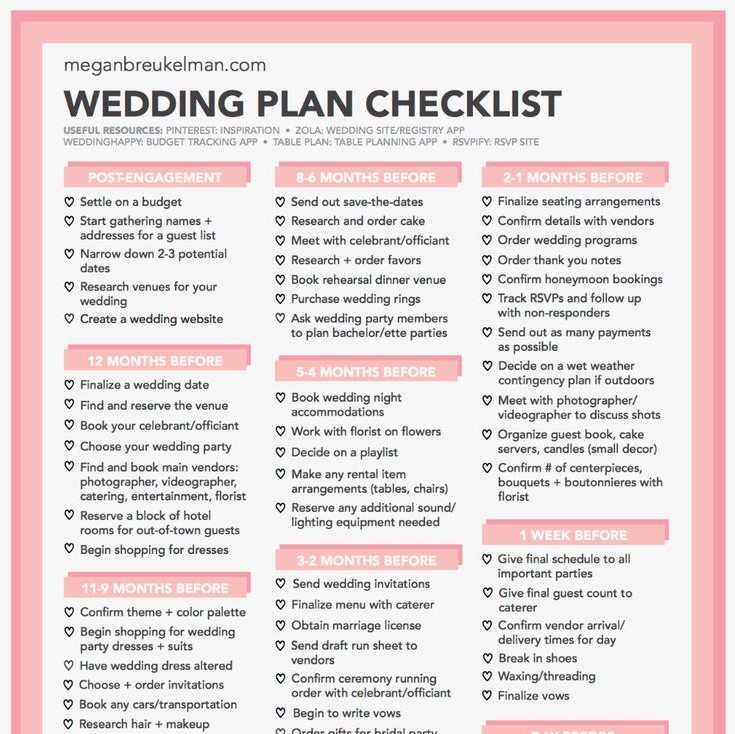 meganbreukelman.com
WEDDING PLAN CHECKLIST
USEFUL RESOURCES: PINTEREST: INSPIRATION • ZOLA: WEDDING SITE/REGISTRY APP
WEDDINGHAPPY: BUDGET TRACKING APP • TABLE PLAN: TABLE PLANNING APP • RSVPIFY: RSVP SITE
POST-ENGAGEMENT
Settle on a budget
Start gathering names +
addresses for a guest list
Narrow down 2-3 potential
dates
Research venues for your
wedding
Create a wedding website
12 MONTHS BEFORE
Finalize a wedding date
Find and reserve the venue
Book your celebrant/officiant
Choose your wedding party
Find and book main vendors:
photographer, videographer,
catering, entertainment, florist
Reserve a block of hotel
rooms for out-of-town guests
Begin shopping for dresses
11-9 MONTHS BEFORE
Confirm theme + color palette
Begin shopping for wedding
party dresses + suits
Have wedding dress altered
Choose + order invitations
Book any cars/transportation
Research hair + makeup
8-6 MONTHS BEFORE
Send out save-the-dates
Research and order cake
Meet with celebrant/officiant
Research + order favors
Book rehearsal dinner venue
Purchase wedding rings
Ask wedding party members
to plan bachelor/ette parties
5-4 MONTHS BEFORE
Book wedding night
accommodations
Work with florist on flowers
Decide on a playlist
Make any rental item
arrangements (tables, chairs)
Reserve any additional sound/
lighting equipment needed
3-2 MONTHS BEFORE
Send wedding invitations
Finalize menu with caterer
Obtain marriage license
Send draft run sheet to
vendors
Confirm ceremony running
order with celebrant/officiant
Begin to write vows
Order gifts for bridal party
2-1 MONTHS BEFORE
Finalize seating arrangements
Confirm details with vendors
Order wedding programs
Order thank you notes
Confirm honeymoon bookings
Track RSVPs and follow up
with non-responders
Send out as many payments
as possible
Decide on a wet weather
contingency plan if outdoors
Meet with photographer/
videographer to discuss shots
Organize guest book, cake
servers, candles (small decor)
Confirm # of centerpieces,
bouquets + boutonnieres with
florist
1 WEEK BEFORE
Give final schedule to all
important parties
Give final guest count to
caterer
Confirm vendor arrival/
delivery times for day
Break in shoes
Waxing/threading
Finalize vows
DAY BEFORE